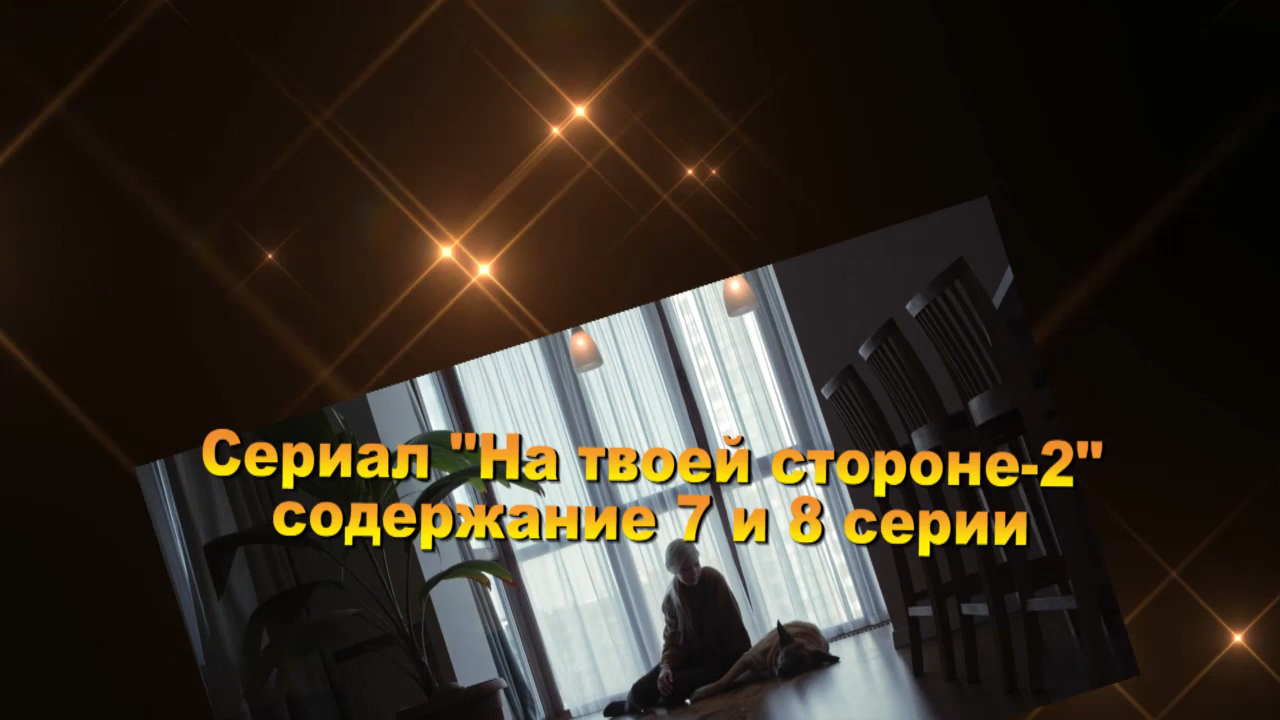 Сериал "На твоей стороне-2"
содержание 7 и 8 серии